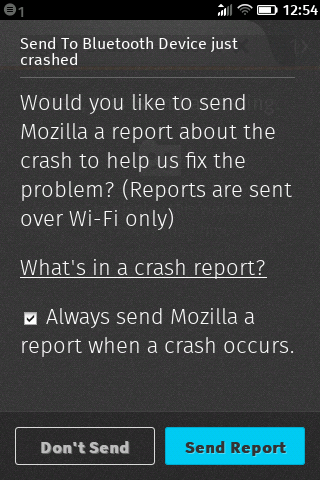 1
12:54
Send To Bluetooth Device just
crashed
Would you like to send
Mozilla a report about the
crash to help us fix the
problem? (Reports are sent
over Wi-Fi only)
What's in a crash report?
Always send Mozilla a
report when a crash occurs.
Don't Send
Send Report